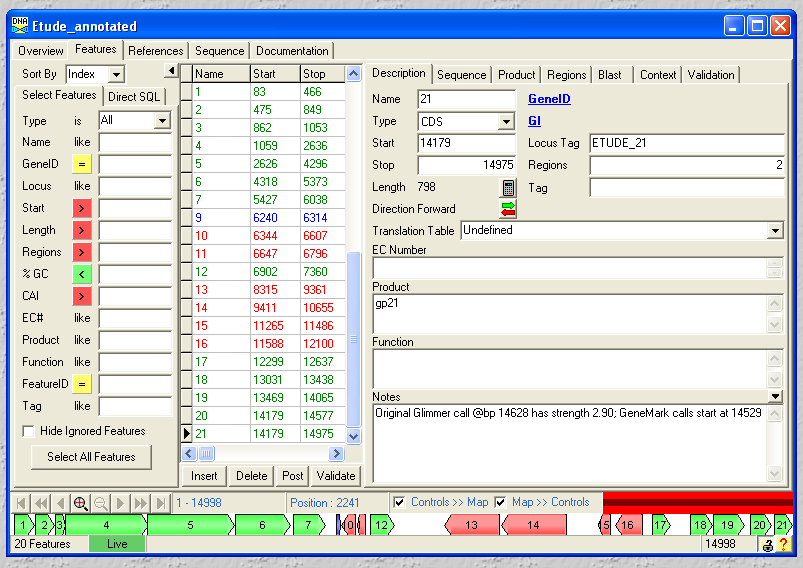 DNA Etude_annotated
Overview Features References Sequence Documentation
Sort By Index
Select Features Direct SQL
Type is All
Name like
GeneID =
Locus like
Start >
Length >
Regions >
% GC <
CAI >
EC# like
Product like
Function like
FeatureID =
Tag like
Hide Ignored Features
Select All Features
Name Start Stop
1 83 466
2 475 849
3 862 1053
4 1059 2636
5 2626 4296
6 4318 5373
7 5427 6038
9 6240 6314
10 6344 6607
11 6647 6796
12 6902 7360
13 8315 9361
14 9411 10655
15 11265 11486
16 11588 12100
17 12299 12637
18 13031 13438
19 13469 14065
20 14179 14577
21 14179 14975
Insert Delete Post Validate
Description Sequence Product Regions Blast Context Validation
Name 21 GeneID
Type CDS GI
Start 14179 Locus Tag ETUDE_21
Stop 14975 Regions 2
Length 798 Tag
Direction Forward
Translation Table Undefined
EC Number
Product
gp21
Function
Notes
Original Glimmer call @bp 14628 has strength 2.90; GeneMark calls start at 14529
1 - 14998 Position : 2241 Controls >> Map Map >> Controls
1 2 3 4 5 6 7 12 13 14 5 16 17 18 19 20 21
20 Features Live 14998 ?